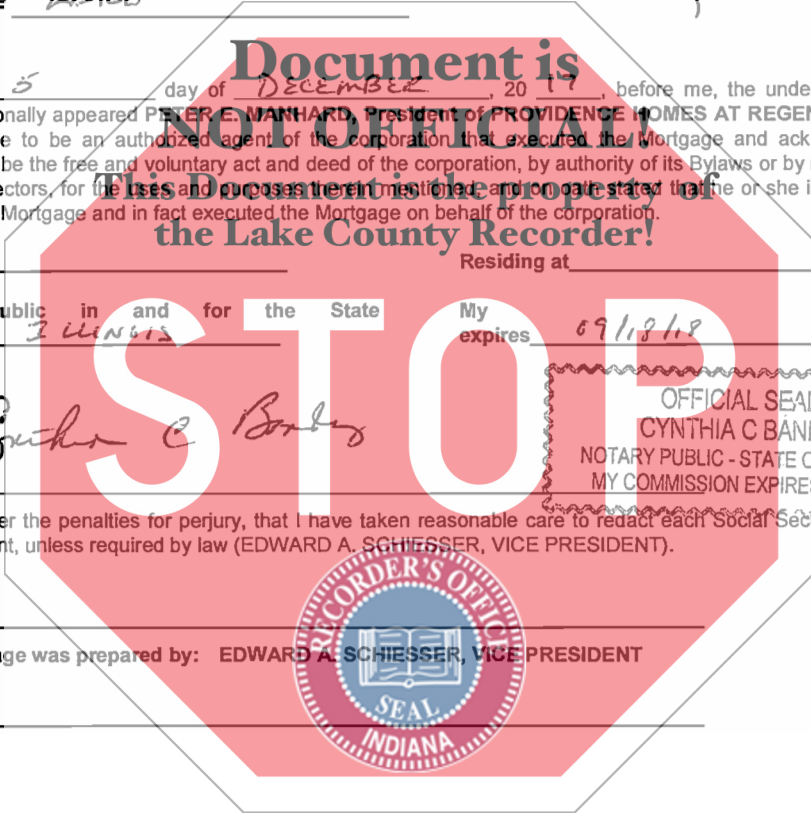 Document is
5 day of DECEMBER, 20 17, before me, the unde
NOT OFFICIAL!
onally appeared PETER E. MANHARD, President of PROVIDENCE HOMES AT REGEN
e to be an authorized agent of the corporation that executed the Mortgage and ack
be the free and voluntary act and deed of the corporation, by authority of its Bylaws or by
This Document is the property of
ectors, for the uses and purposes therein mentioned, and on oath stated that he or she i
Mortgage and in fact executed the Mortgage on behalf of the corporation.
the Lake County Recorder!
Residing at
ublic in and for the State My
ILLINOIS expires 09/18/18
STOP
OFFICIAL SEAL
CYNTHIA C BAN
NOTARY PUBLIC - STATE O
MY COMMISSION EXPIRES
er the penalties for perjury, that I have taken reasonable care to redact each Social Sec
nt, unless required by law (EDWARD A. SCHIESSER, VICE PRESIDENT).
RECORDER'S OFFICE
ge was prepared by: EDWARD A. SCHIESSER, VICE PRESIDENT
SEAL
INDIANA